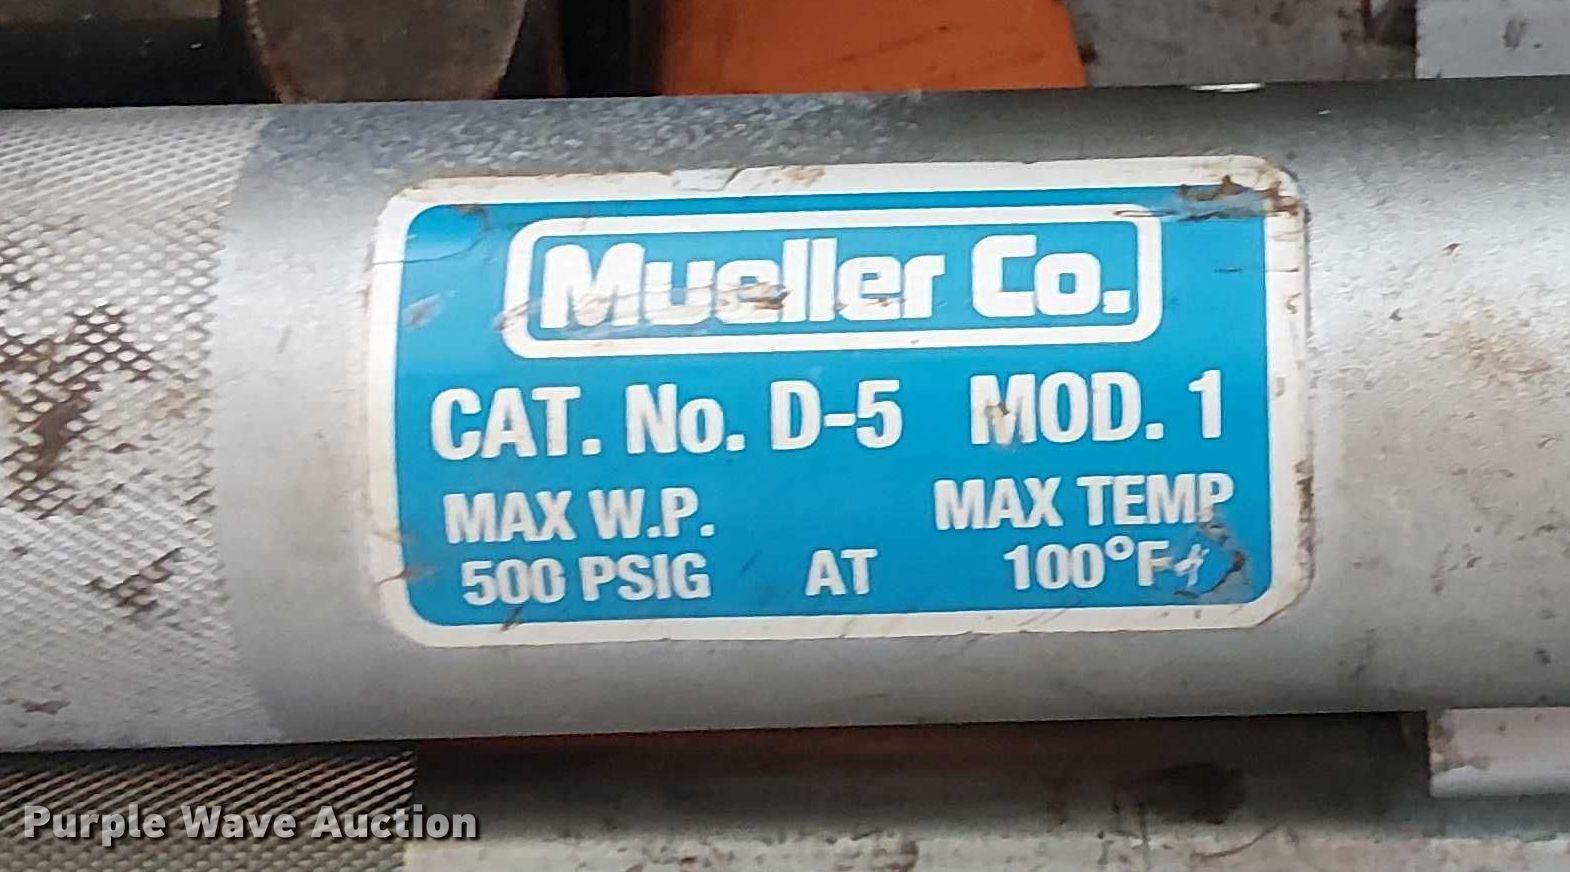 Mueller Co.
CAT. No. D-5 MOD. 1
MAX W.P. MAX TEMP
500 PSIG AT 100°F
Purple Wave Auction